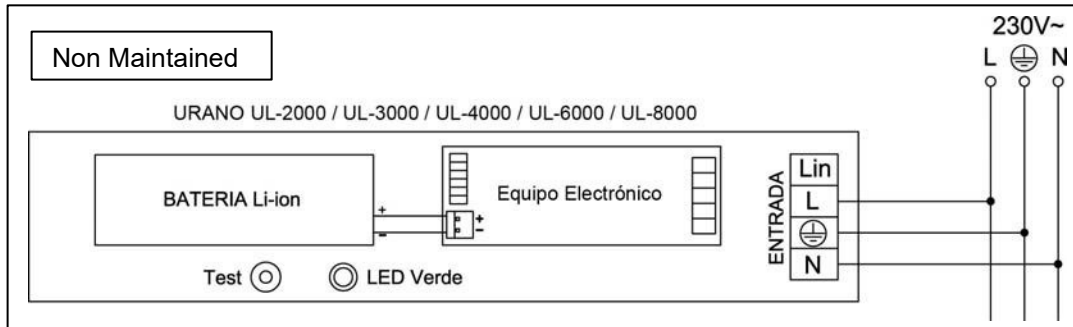 Non Maintained
230V~
L N
URANO UL-2000 / UL-3000 / UL-4000 / UL-6000 / UL-8000
BATERIA Li-ion
+
-
+
-
Equipo Electrónico
ENTRADA
Lin
L
N
Test
LED Verde